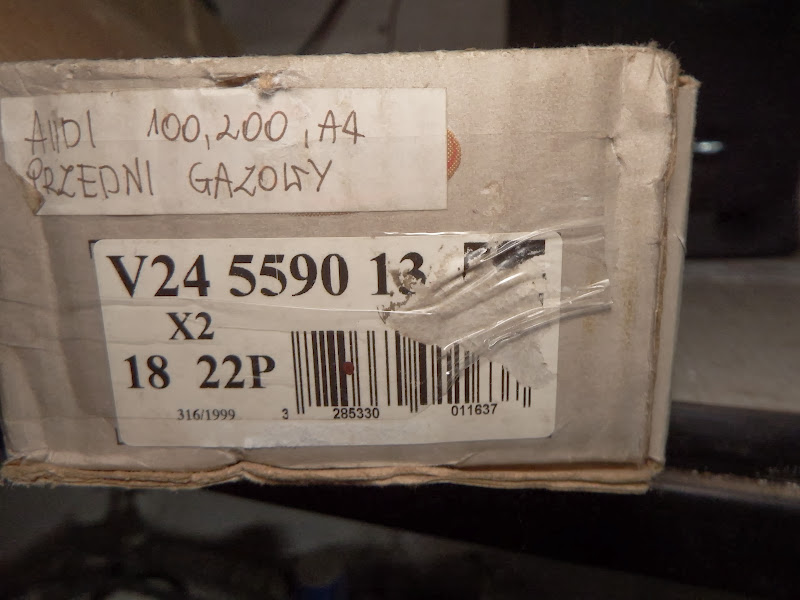 AUDI 100, 200, A4
PRZEDNI GAZOWY
V24 5590 13
X2
18 22P
316/1999
3 285330 011637